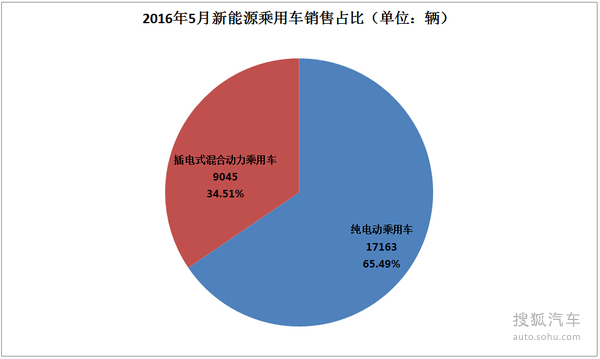 2016年5月新能源乘用车销售占比（单位：辆）
插电式混合动力乘用车
9045
34.51%
纯电动乘用车
17163
65.49%
搜狐汽车
auto.sohu.com